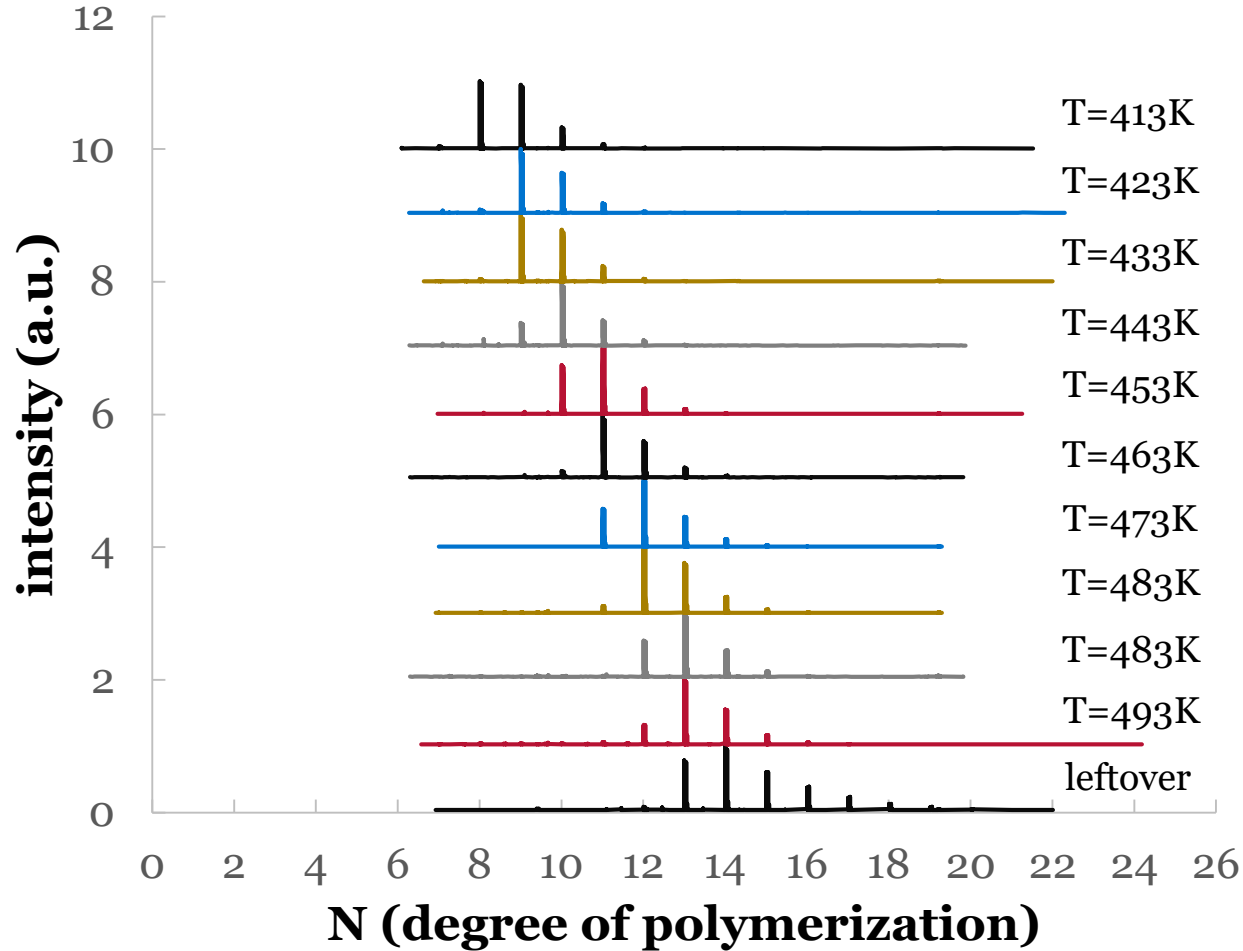 12
10
8
6
4
2
0
intensity (a.u.)
T=413K
T=423K
T=433K
T=443K
T=453K
T=463K
T=473K
T=483K
T=483K
T=493K
leftover
0 2 4 6 8 10 12 14 16 18 20 22 24 26
N (degree of polymerization)